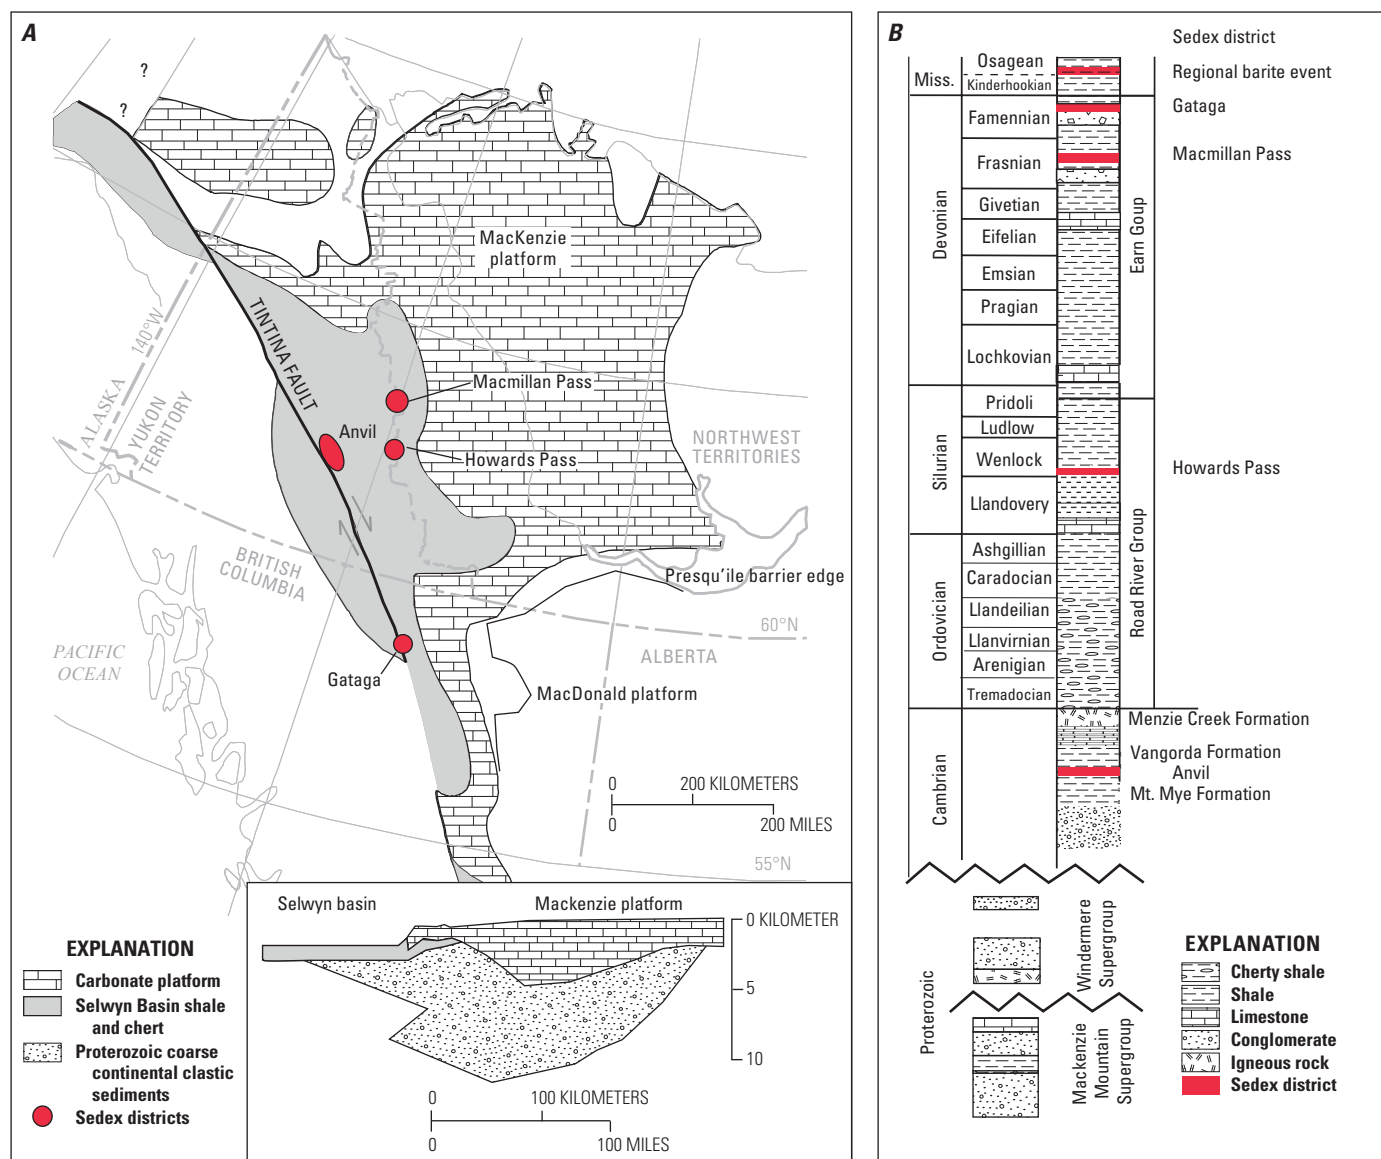 A
?
?
MacKenzie
platform
TINTINA FAULT
140°W
ALASKA
YUKON
TERRITORY
Macmillan Pass
Anvil
Howards Pass
NORTHWEST
TERRITORIES
BRITISH
COLUMBIA
Presqu'ile barrier edge
60°N
ALBERTA
PACIFIC
OCEAN
Gataga
MacDonald platform
0
200 KILOMETERS
0
200 MILES
55°N
Selwyn basin
Mackenzie platform
0 KILOMETER
5
10
0
100 KILOMETERS
0
100 MILES
EXPLANATION
Carbonate platform
Selwyn Basin shale
and chert
Proterozoic coarse
continental clastic
sediments
Sedex districts
B
Sedex district
Miss.
Osagean
Kinderhookian
Regional barite event
Devonian
Famennian
Gataga
Frasnian
Macmillan Pass
Givetian
Eifelian
Emsian
Pragian
Lochkovian
Earn Goup
Silurian
Pridoli
Ludlow
Wenlock
Howards Pass
Llandovery
Ordovician
Ashgillian
Caradocian
Llandeilian
Llanvirnian
Arenigian
Tremadocian
Road River Group
Cambrian
Menzie Creek Formation
Vangorda Formation
Anvil
Mt. Mye Formation
Proterozoic
Windermere
Supergroup
Mackenzie
Mountain
Supergroup
EXPLANATION
Cherty shale
Shale
Limestone
Conglomerate
Igneous rock
Sedex district